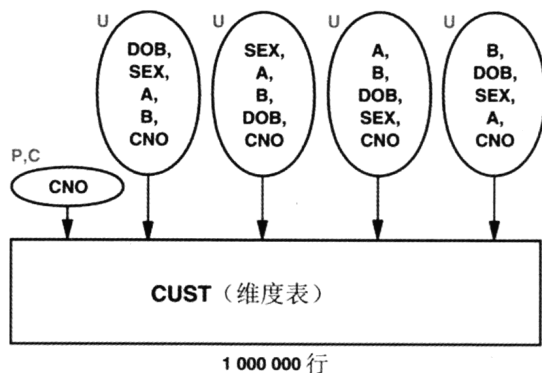 U
DOB,
SEX,
A,
B,
CNO
U
SEX,
A,
B,
DOB,
CNO
U
A,
B,
DOB,
SEX,
CNO
U
B,
DOB,
SEX,
A,
CNO
P,C
CNO
CUST（维度表）
1 000 000 行